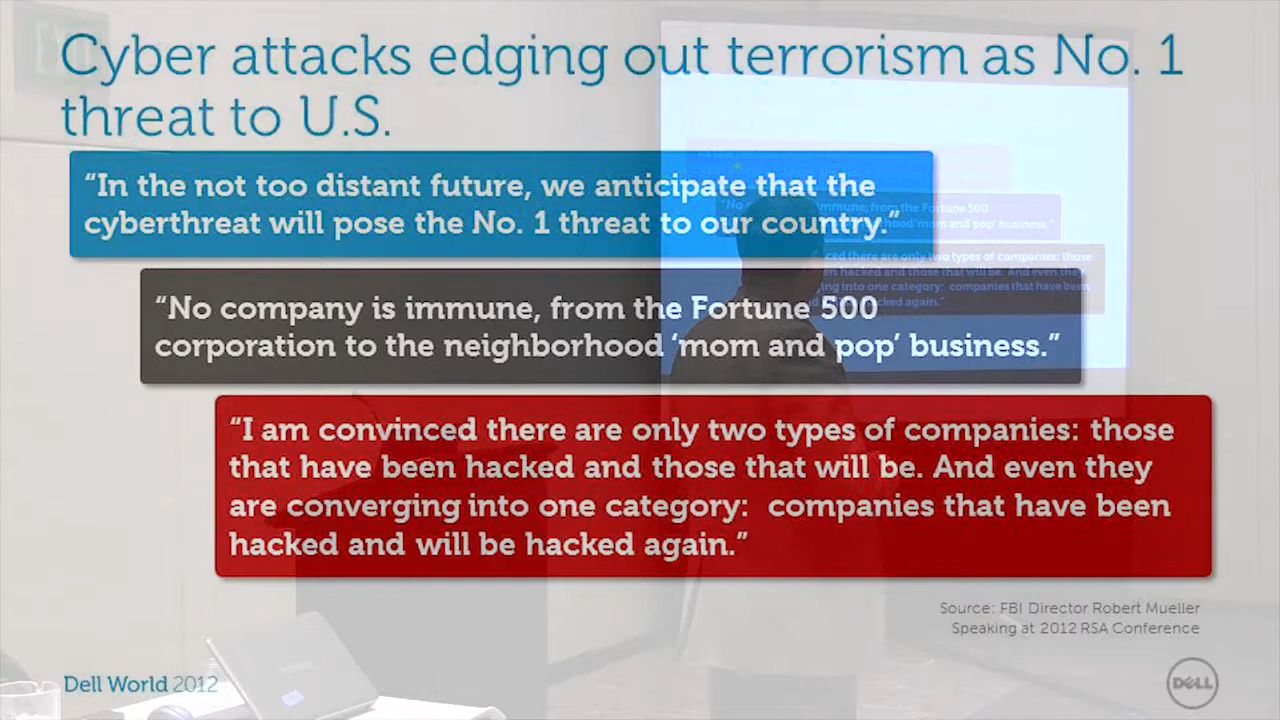 Cyber attacks edging out terrorism as No. 1
threat to U.S.
“In the not too distant future, we anticipate that the
cyberthreat will pose the No. 1 threat to our country.”
“No company is immune, from the Fortune 500
corporation to the neighborhood ‘mom and pop’ business.”
“I am convinced there are only two types of companies: those
that have been hacked and those that will be. And even they
are converging into one category: companies that have been
hacked and will be hacked again.”
Source: FBI Director Robert Mueller
Speaking at 2012 RSA Conference
Dell World 2012
DELL